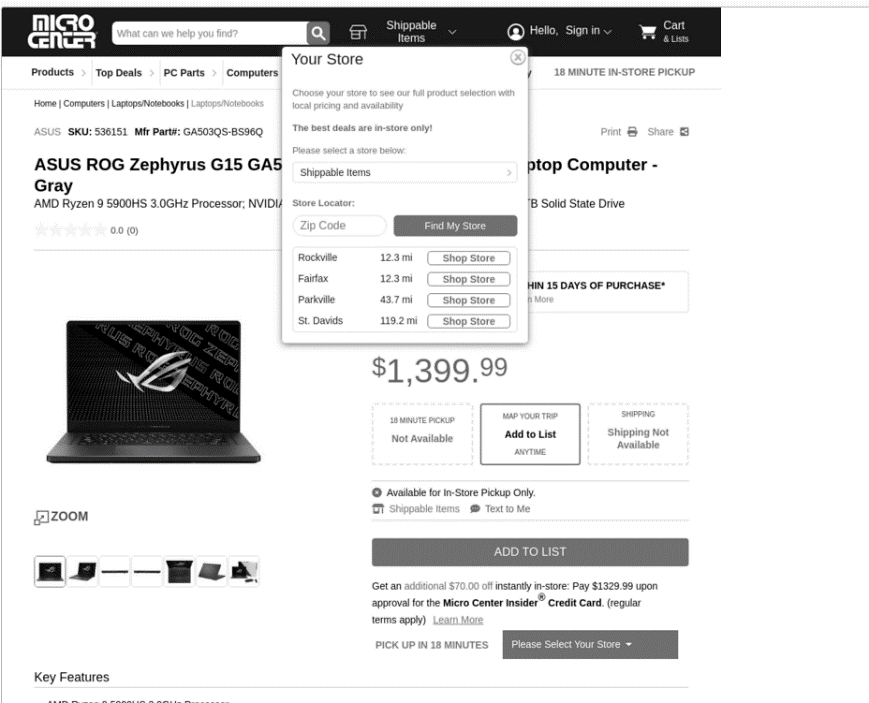 MICRO CENTER
What can we help you find?
Shippable Items
Hello, Sign in
Cart
& Lists
Products
Top Deals
PC Parts
Computers
18 MINUTE IN-STORE PICKUP
Your Store
Choose your store to see our full product selection with
local pricing and availability
The best deals are in-store only!
Please select a store below:
Shippable Items
Store Locator:
Zip Code
Find My Store
Rockville 12.3 mi Shop Store
Fairfax 12.3 mi Shop Store
Parkville 43.7 mi Shop Store
St. Davids 119.2 mi Shop Store
Home | Computers | Laptops/Notebooks | Laptops/Notebooks
ASUS SKU: 536151 Mfr Part#: GA503QS-BS96Q
Print Share
ASUS ROG Zephyrus G15
Computer -
Gray
AMD Ryzen 9 5900HS 3.0GHz Processor;
Solid State Drive
0.0 (0)
15 DAYS OF PURCHASE*
More
$1,399.99
18 MINUTE PICKUP
Not Available
MAP YOUR TRIP
Add to List
ANYTIME
SHIPPING
Shipping Not
Available
Available for In-Store Pickup Only.
Shippable Items Text to Me
ZOOM
ADD TO LIST
Get an additional $70.00 off instantly in-store: Pay $1329.99 upon
approval for the Micro Center Insider® Credit Card. (regular
terms apply) Learn More
PICK UP IN 18 MINUTES Please Select Your Store
Key Features